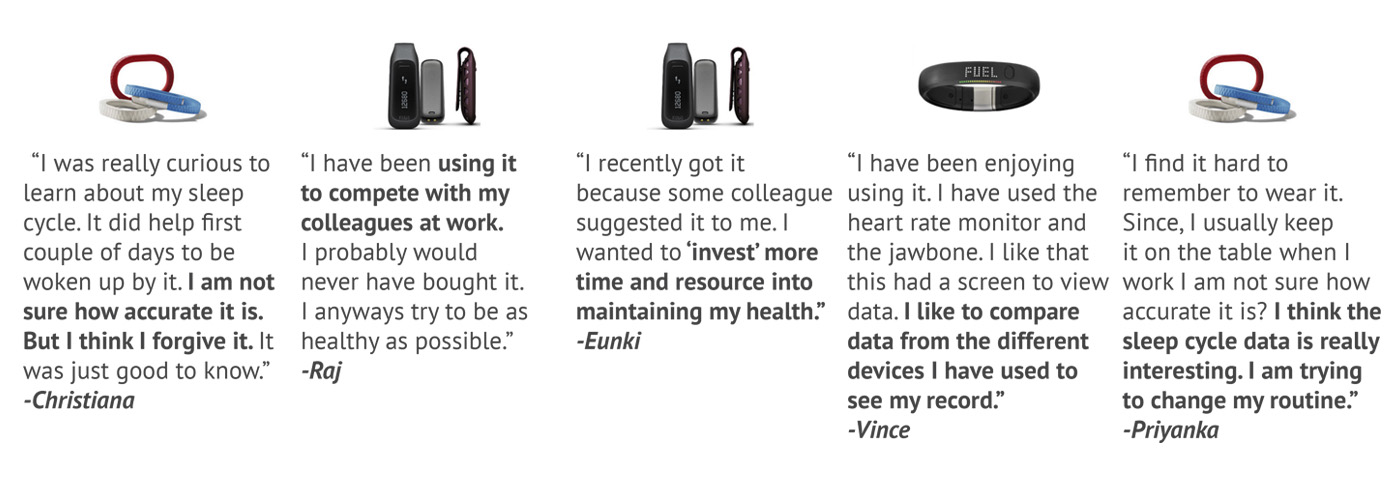 FUEL
“I was really curious to
learn about my sleep
cycle. It did help first
couple of days to be
woken up by it. I am not
sure how accurate it is.
But I think I forgive it. It
was just good to know.”
-Christiana
“I have been using it
to compete with my
colleagues at work.
I probably would
never have bought it.
I anyways try to be as
healthy as possible.”
-Raj
“I recently got it
because some colleague
suggested it to me. I
wanted to ‘invest’ more
time and resource into
maintaining my health.”
-Eunki
“I have been enjoying
using it. I have used the
heart rate monitor and
the jawbone. I like that
this had a screen to view
data. I like to compare
data from the different
devices I have used to
see my record.”
-Vince
“I find it hard to
remember to wear it.
Since, I usually keep
it on the table when I
work I am not sure how
accurate it is? I think the
sleep cycle data is really
interesting. I am trying
to change my routine.”
-Priyanka